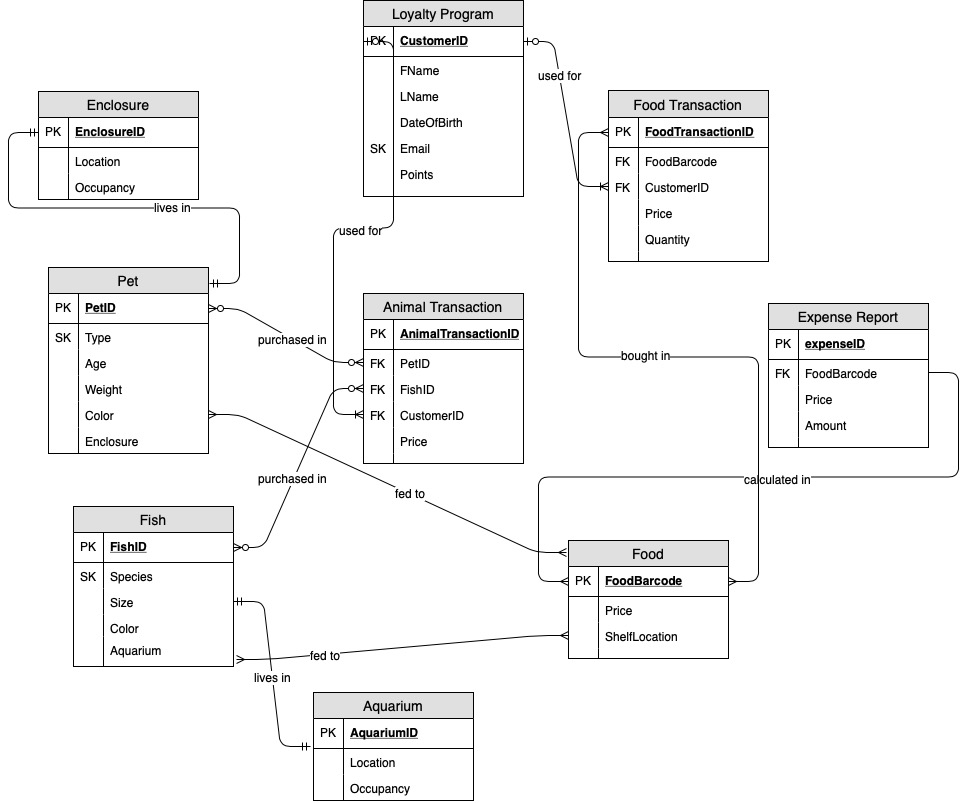 Loyalty Program
PK CustomerID
FName
LName
DateOfBirth
SK Email
Points
used for
Enclosure
PK EnclosureID
Location
Occupancy
lives in
Food Transaction
PK FoodTransactionID
FK FoodBarcode
FK CustomerID
Price
Quantity
used for
Pet
PK PetID
SK Type
Age
Weight
Color
Enclosure
purchased in
Animal Transaction
PK AnimalTransactionID
FK PetID
FK FishID
FK CustomerID
Price
bought in
Expense Report
PK expenseID
FK FoodBarcode
Price
Amount
purchased in
fed to
calculated in
Fish
PK FishID
SK Species
Size
Color
Aquarium
Food
PK FoodBarcode
Price
ShelfLocation
fed to
lives in
Aquarium
PK AquariumID
Location
Occupancy